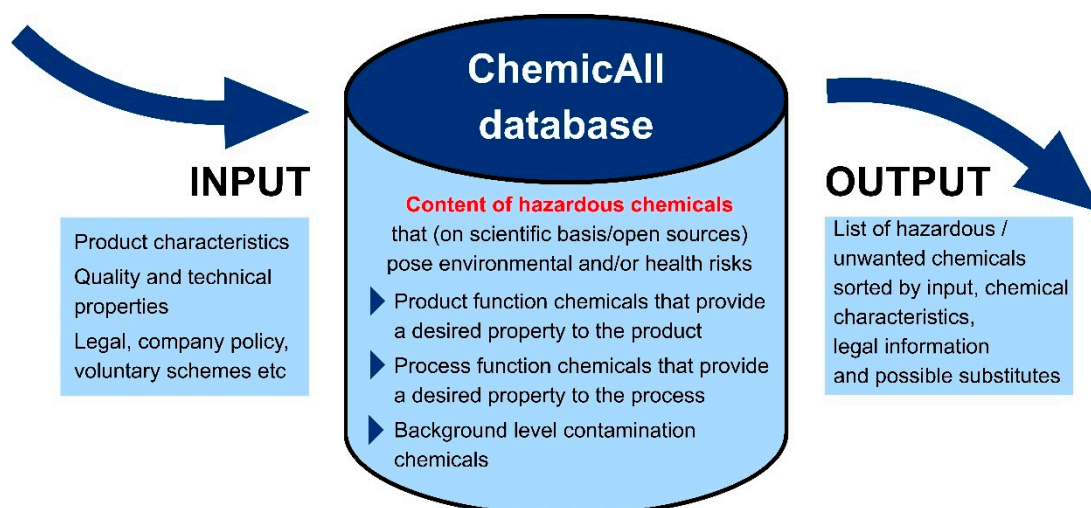 ChemicAll
database
INPUT
Product characteristics
Quality and technical
properties
Legal, company policy,
voluntary schemes etc
Content of hazardous chemicals
that (on scientific basis/open sources)
pose environmental and/or health risks
Product function chemicals that provide
a desired property to the product
Process function chemicals that provide
a desired property to the process
Background level contamination
chemicals
OUTPUT
List of hazardous /
unwanted chemicals
sorted by input, chemical
characteristics,
legal information
and possible substitutes